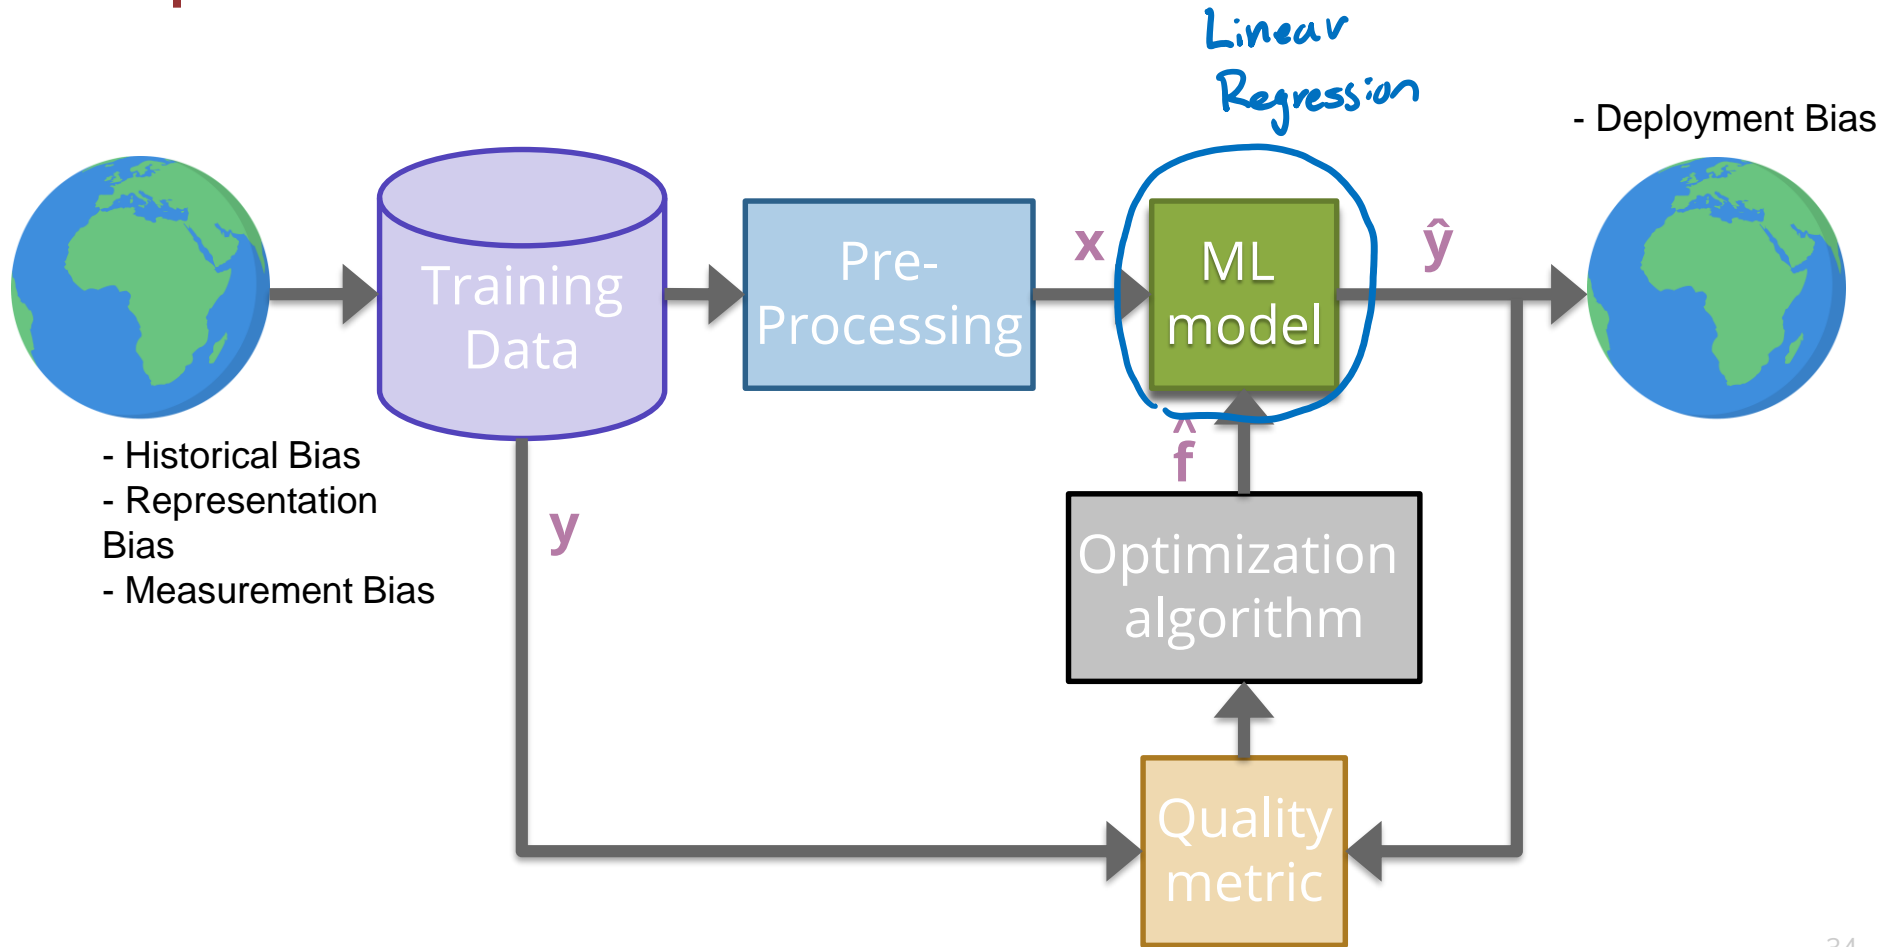 Linear
Regression
- Deployment Bias
Training
Data
Pre-
Processing
x
ML
model
ŷ
- Historical Bias
- Representation
Bias
- Measurement Bias
y
f̂
Optimization
algorithm
Quality
metric
34